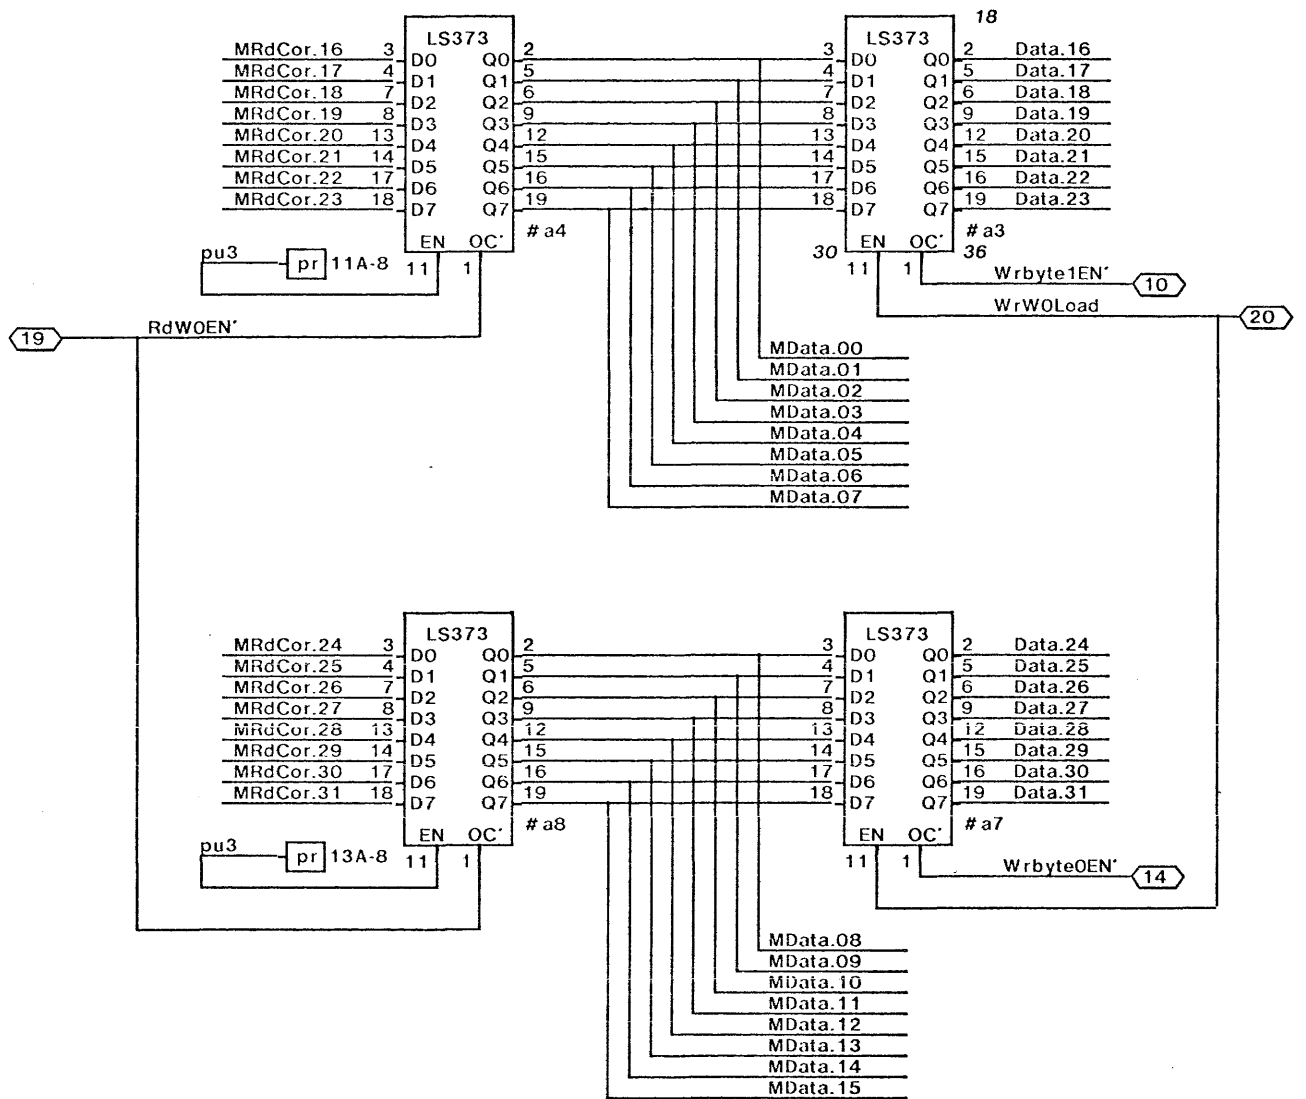 18
LS373 LS373
MRdCor.16 3 D0 Q0 2 3 D0 Q0 2 Data.16
MRdCor.17 4 D1 Q1 5 4 D1 Q1 5 Data.17
MRdCor.18 7 D2 Q2 6 7 D2 Q2 6 Data.18
MRdCor.19 8 D3 Q3 9 8 D3 Q3 9 Data.19
MRdCor.20 13 D4 Q4 12 13 D4 Q4 12 Data.20
MRdCor.21 14 D5 Q5 15 14 D5 Q5 15 Data.21
MRdCor.22 17 D6 Q6 16 17 D6 Q6 16 Data.22
MRdCor.23 18 D7 Q7 19 18 D7 Q7 19 Data.23
EN OC' #a4 EN OC' #a3
pu3 pr 11A-8 11 1 30 11 1 36
Wrbyte1EN' 10
19 RdW0EN' WrW0Load 20
MData.00
MData.01
MData.02
MData.03
MData.04
MData.05
MData.06
MData.07
LS373 LS373
MRdCor.24 3 D0 Q0 2 3 D0 Q0 2 Data.24
MRdCor.25 4 D1 Q1 5 4 D1 Q1 5 Data.25
MRdCor.26 7 D2 Q2 6 7 D2 Q2 6 Data.26
MRdCor.27 8 D3 Q3 9 8 D3 Q3 9 Data.27
MRdCor.28 13 D4 Q4 12 13 D4 Q4 12 Data.28
MRdCor.29 14 D5 Q5 15 14 D5 Q5 15 Data.29
MRdCor.30 17 D6 Q6 16 17 D6 Q6 16 Data.30
MRdCor.31 18 D7 Q7 19 18 D7 Q7 19 Data.31
EN OC' #a8 EN OC' #a7
pu3 pr 13A-8 11 1 11 1
Wrbyte0EN' 14
MData.08
MData.09
MData.10
MData.11
MData.12
MData.13
MData.14
MData.15